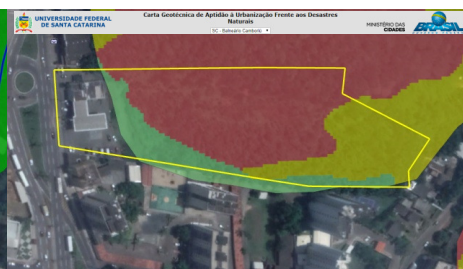 UNIVERSIDADE FEDERAL
DE SANTA CATARINA
Carta Geotécnica de Aptidão à Urbanização Frente aos Desastres
Naturais
SC - Balneário Camboriú
MINISTÉRIO DAS
CIDADES
BRASIL